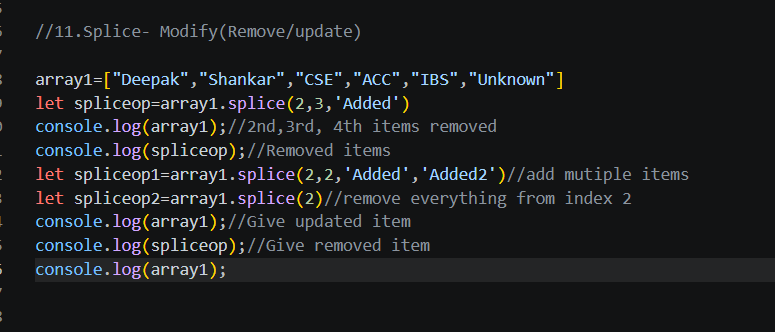 //11.Splice- Modify(Remove/update)
array1=["Deepak","Shankar","CSE","ACC","IBS","Unknown"]
let spliceop=array1.splice(2,3,'Added')
console.log(array1);//2nd,3rd, 4th items removed
console.log(spliceop);//Removed items
let spliceop1=array1.splice(2,2,'Added','Added2')//add mutiple items
let spliceop2=array1.splice(2)//remove everything from index 2
console.log(array1);//Give updated item
console.log(spliceop);//Give removed item
console.log(array1);